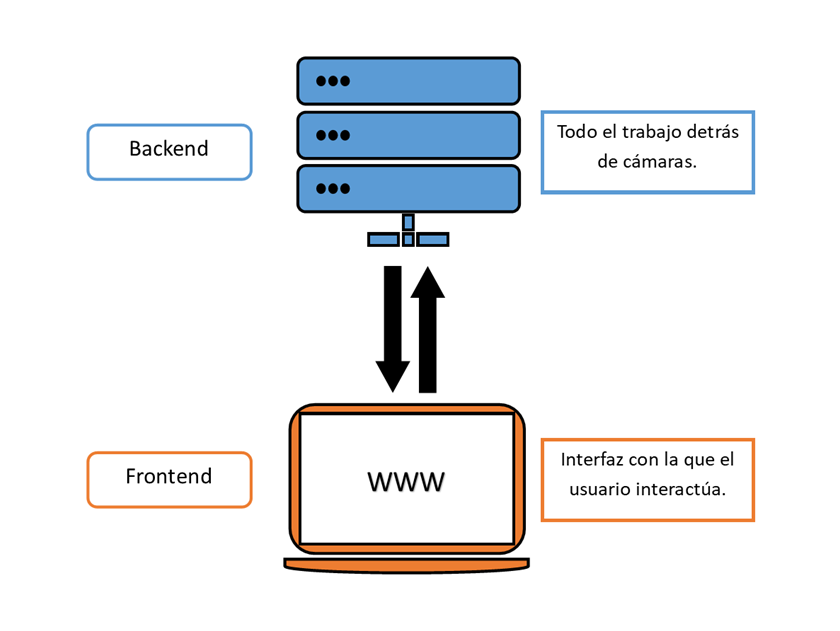 Backend
Todo el trabajo detrás
de cámaras.
Frontend
WWW
Interfaz con la que el
usuario interactúa.